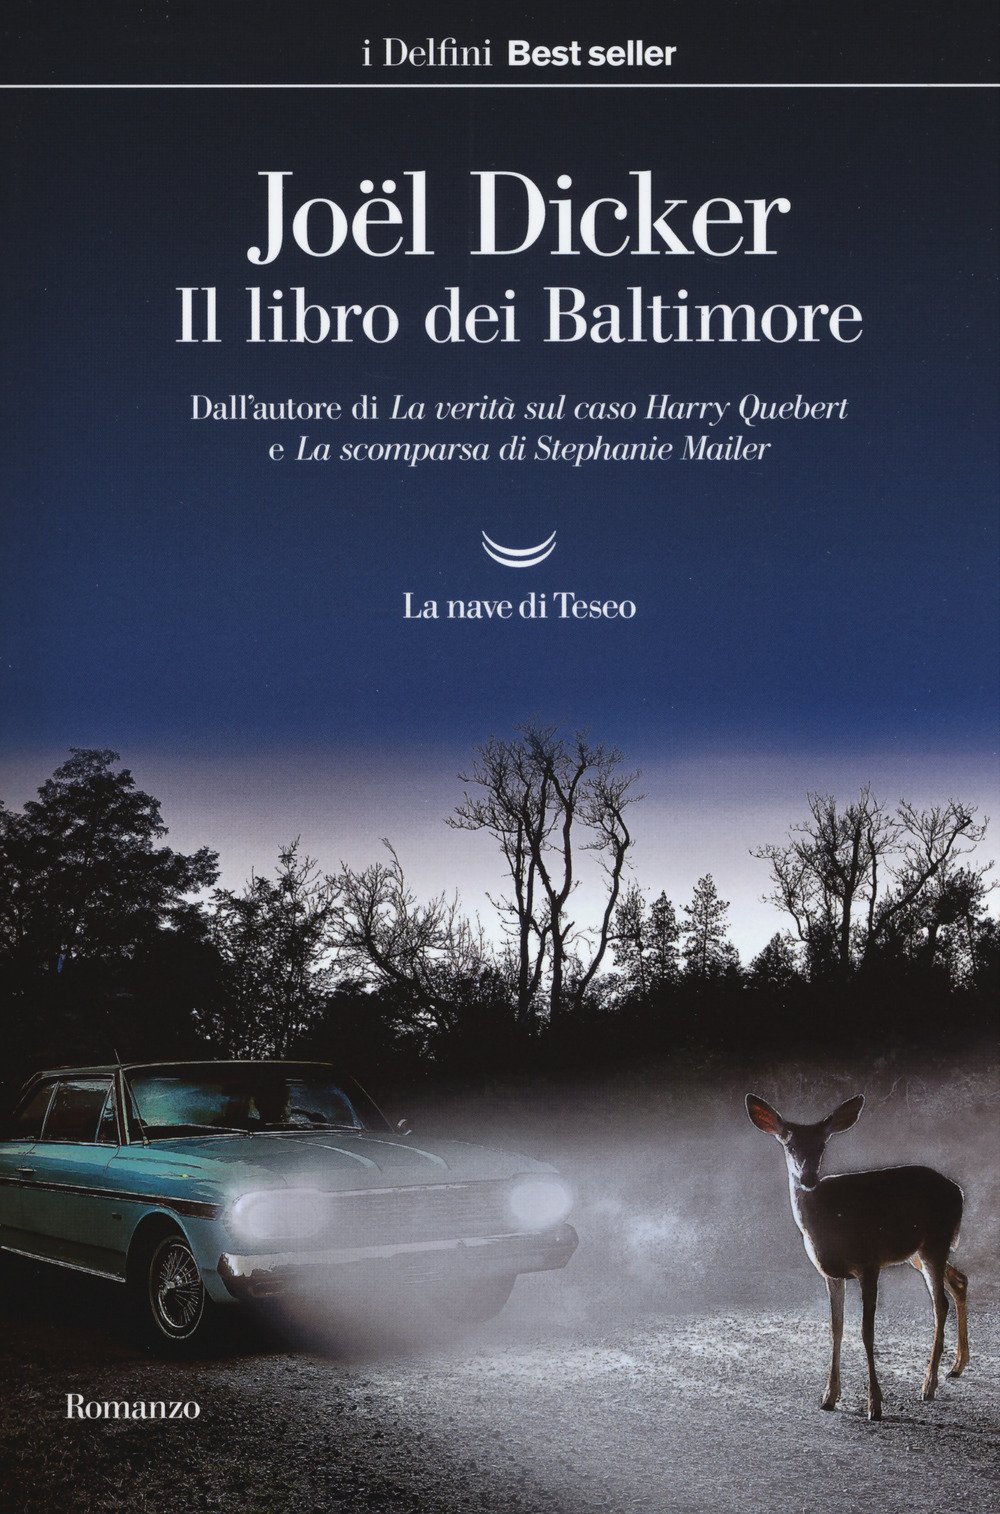 i Delfini Best seller
Joël Dicker
Il libro dei Baltimore
Dall'autore di La verità sul caso Harry Quebert
e La scomparsa di Stephanie Mailer
La nave di Teseo
Romanzo